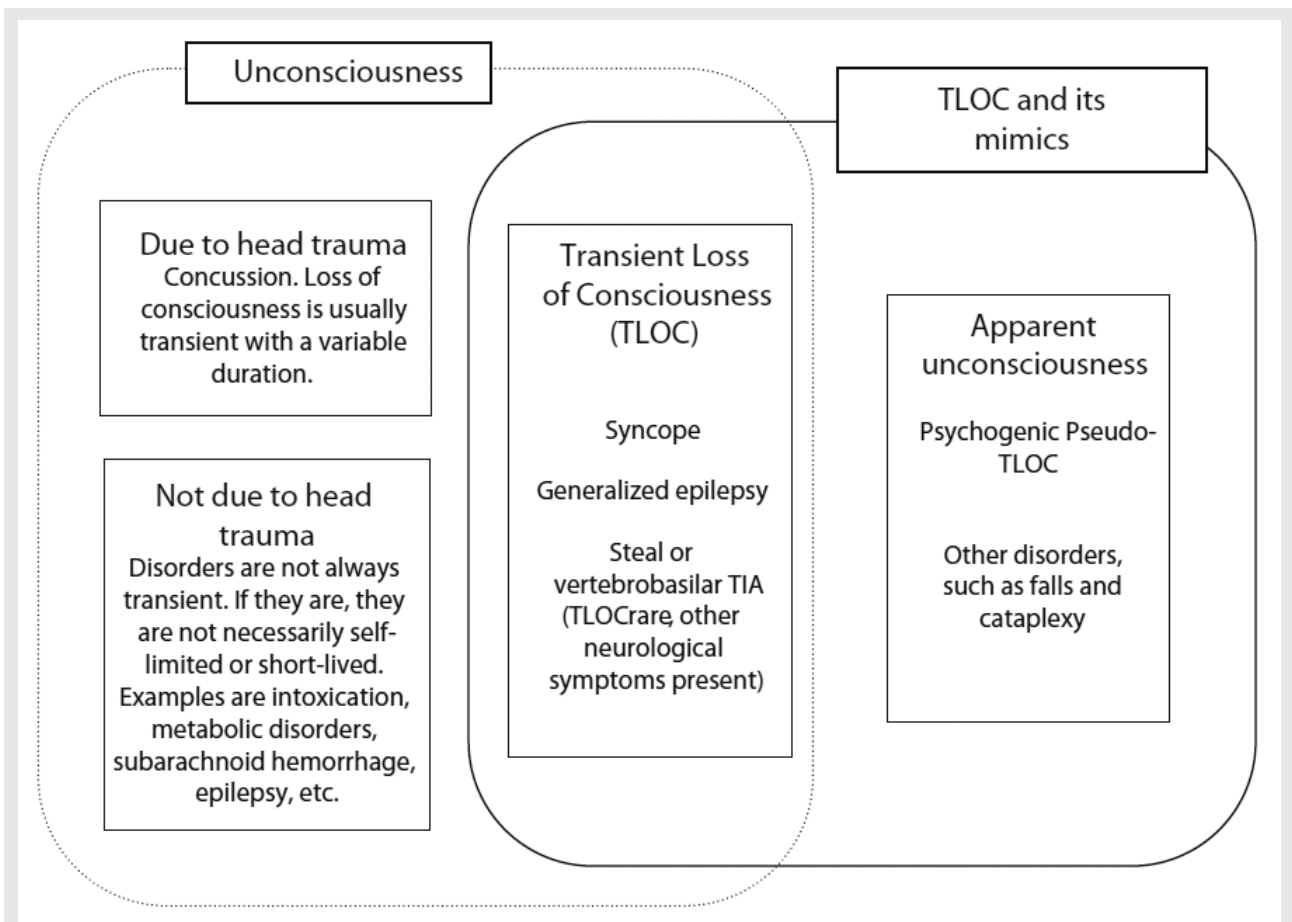 Unconsciousness
TLOC and its
mimics
Due to head trauma
Concussion. Loss of
consciousness is usually
transient with a variable
duration.
Not due to head
trauma
Disorders are not always
transient. If they are, they
are not necessarily self-
limited or short-lived.
Examples are intoxication,
metabolic disorders,
subarachnoid hemorrhage,
epilepsy, etc.
Transient Loss
of Consciousness
(TLOC)
Syncope
Generalized epilepsy
Steal or
vertebrobasilar TIA
(TLOCrare, other
neurological
symptoms present)
Apparent
unconsciousness
Psychogenic Pseudo-
TLOC
Other disorders,
such as falls and
cataplexy